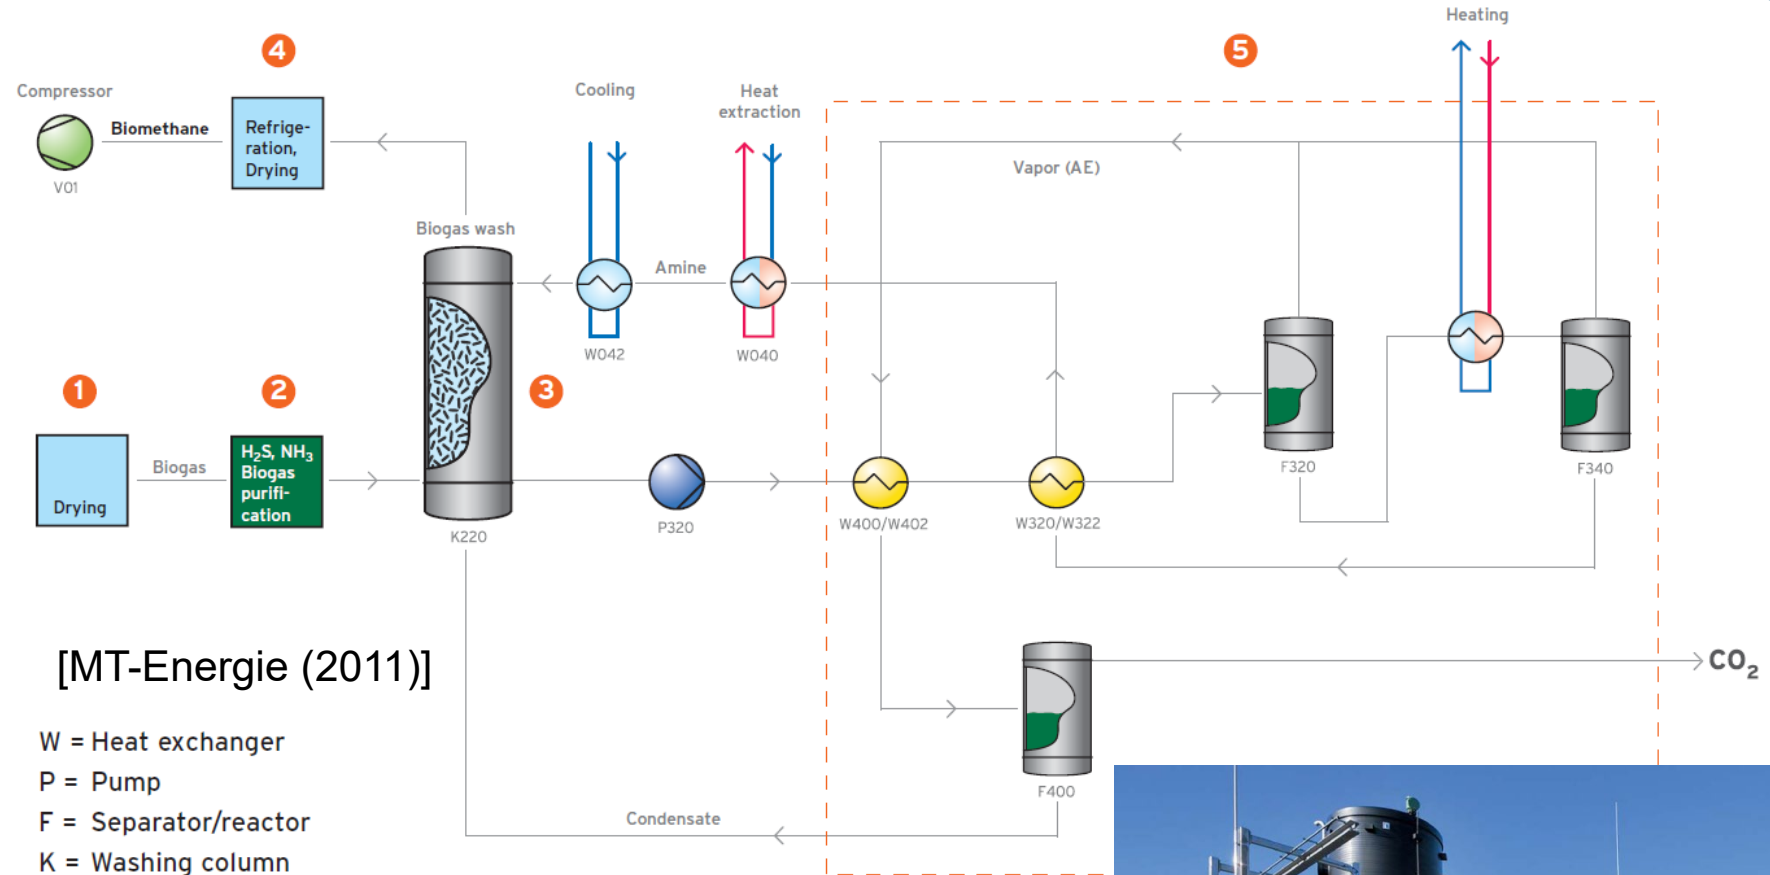 Heating
4
5
Compressor
Cooling
Heat
extraction
Biomethane
Refrige-
ration,
Drying
Vapor (AE)
V01
Biogas wash
Amine
W042
W040
1
2
3
H₂S, NH₃
Biogas
purifi-
cation
Biogas
Drying
F320
F340
K220
P320
W400/W402
W320/W322
[MT-Energie (2011)]
CO₂
W = Heat exchanger
P = Pump
F = Separator/reactor
K = Washing column
F400
Condensate